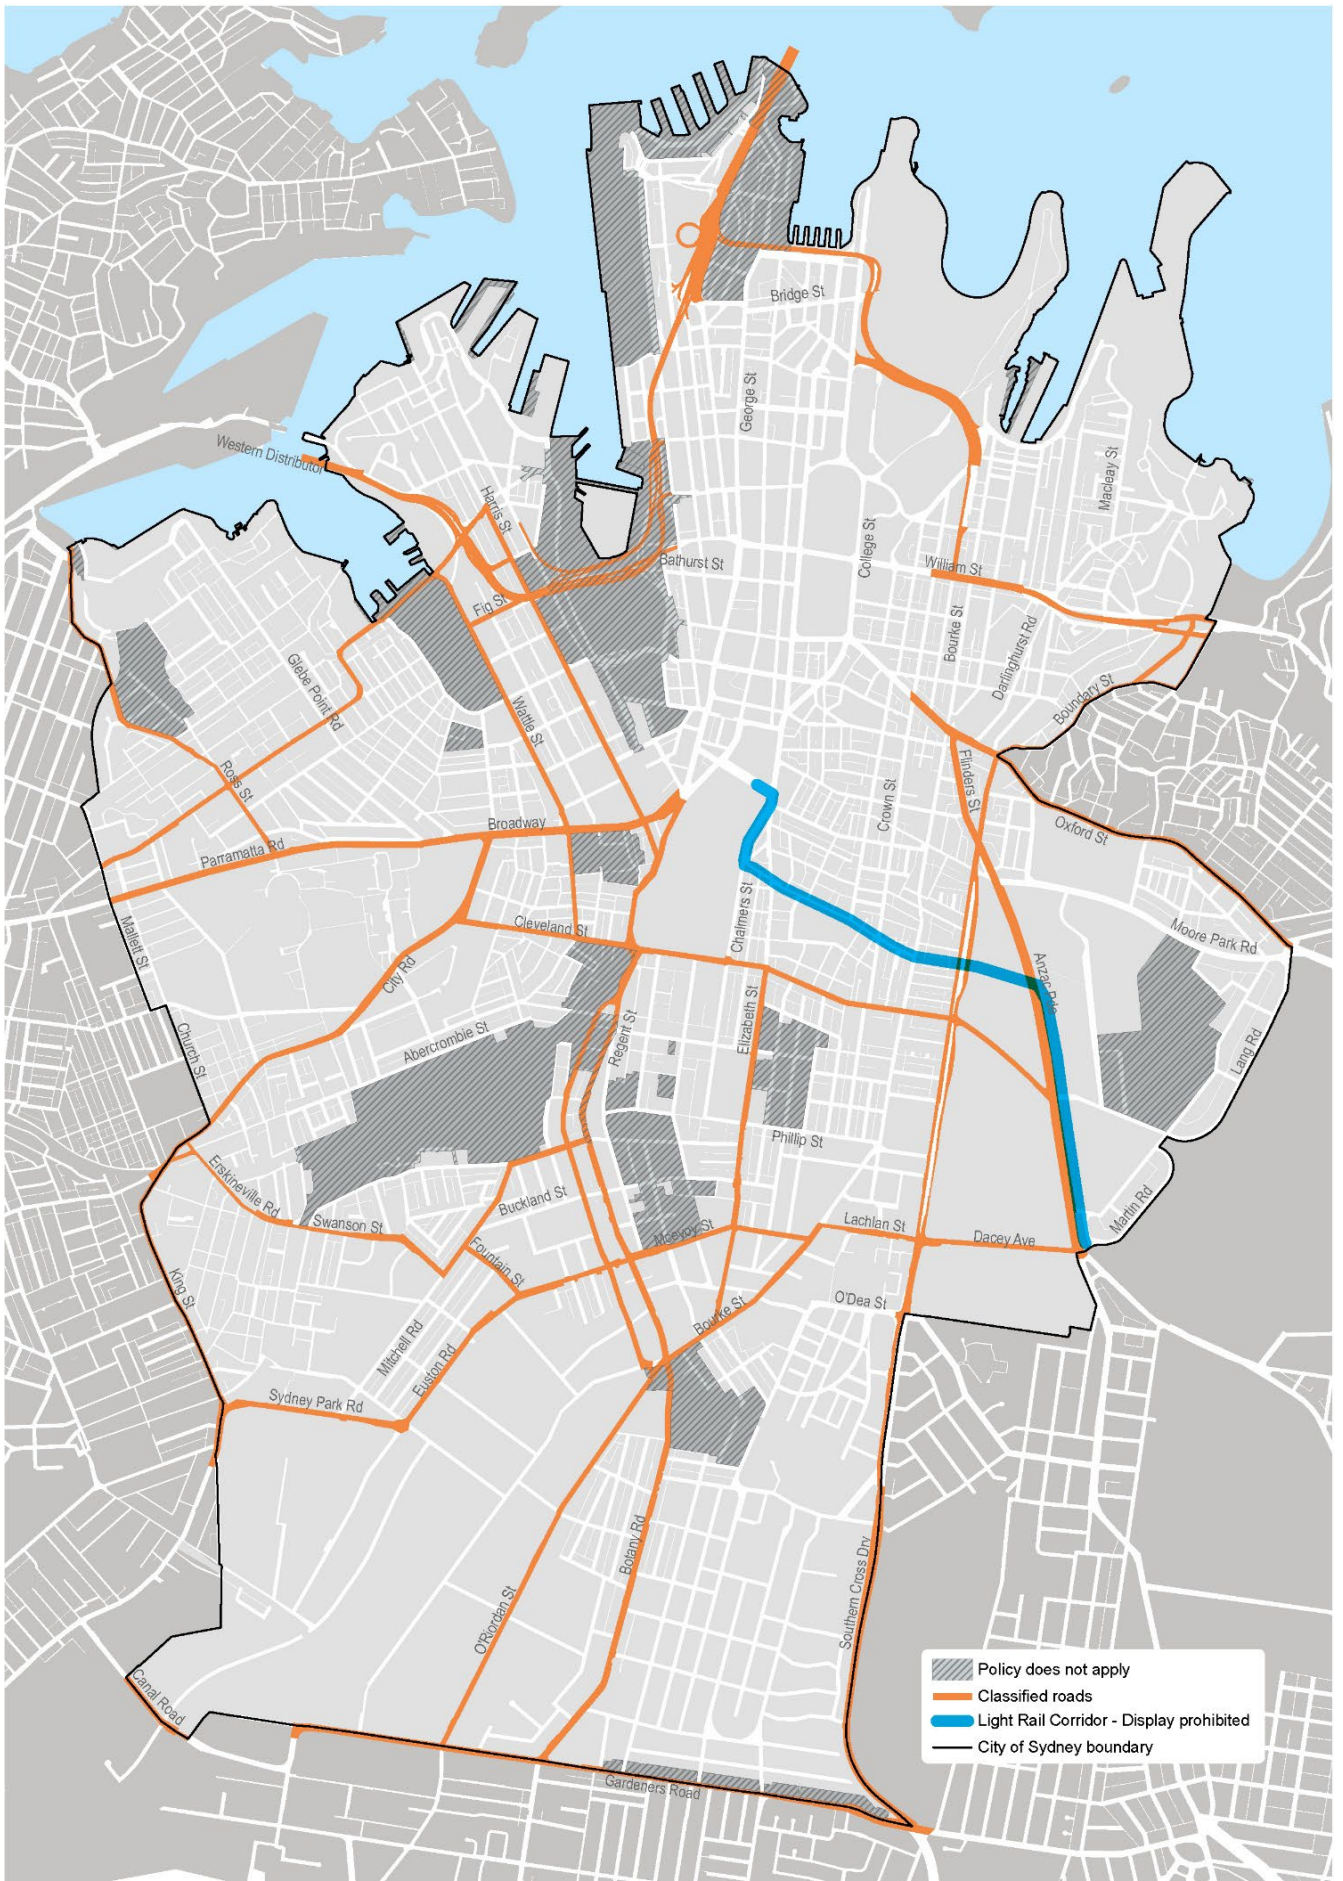 Bridge St
George St
Western Distributor
Macleay St
Harris St
College St
Bathurst St
William St
Fig St
Bourke St
Darlinghurst Rd
Glebe Point Rd
Boundary St
Wattle St
Ross St
Flinders St
Crown St
Broadway
Oxford St
Parramatta Rd
Chalmers St
Cleveland St
Mallett St
Moore Park Rd
City Rd
Anzac Pde
Elizabeth St
Regent St
Abercrombie St
Church St
Lang Rd
Phillip St
Erskineville Rd
Buckland St
Martin Rd
Swanson St
Mcevoy St
Lachlan St
Dacey Ave
Fountain St
King St
O'Dea St
Bourke St
Mitchell Rd
Euston Rd
Sydney Park Rd
Botany Rd
Southern Cross Drv
O'Riordan St
Canal Road
Gardeners Road
Policy does not apply
Classified roads
Light Rail Corridor - Display prohibited
City of Sydney boundary